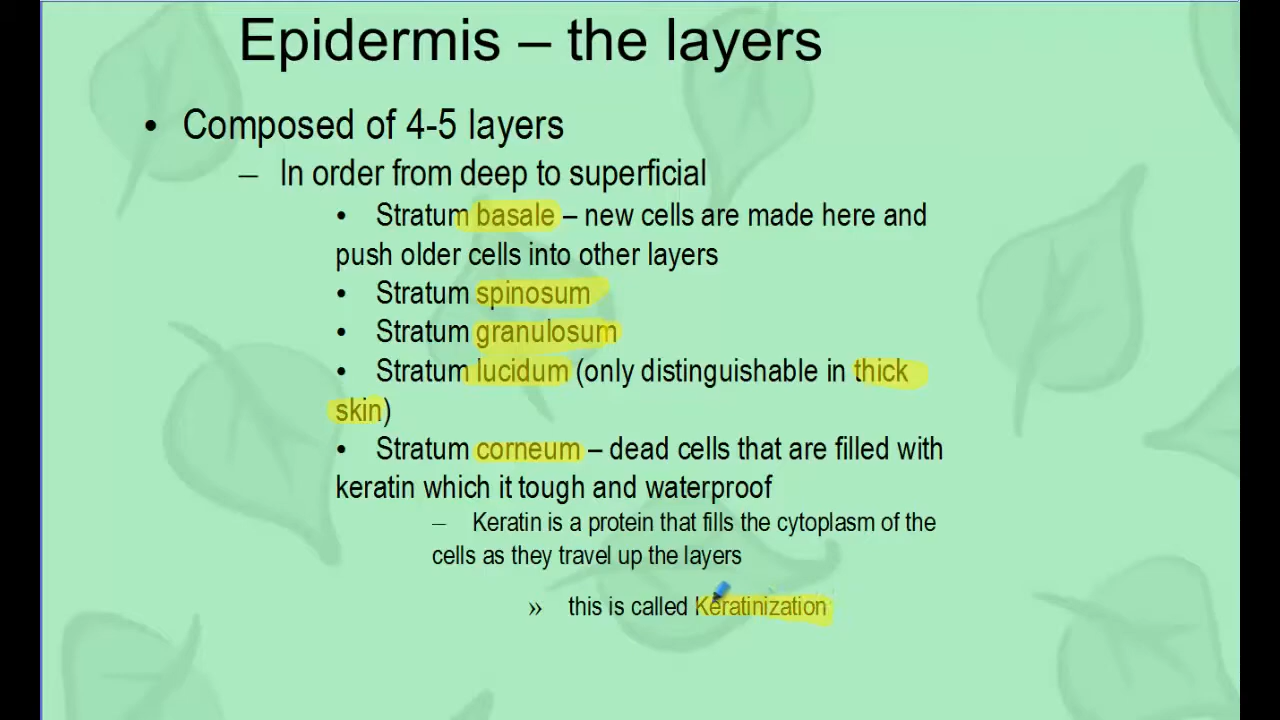 Epidermis – the layers
• Composed of 4-5 layers
– In order from deep to superficial
• Stratum basale – new cells are made here and
push older cells into other layers
• Stratum spinosum
• Stratum granulosum
• Stratum lucidum (only distinguishable in thick
skin)
• Stratum corneum – dead cells that are filled with
keratin which it tough and waterproof
– Keratin is a protein that fills the cytoplasm of the
cells as they travel up the layers
» this is called Keratinization